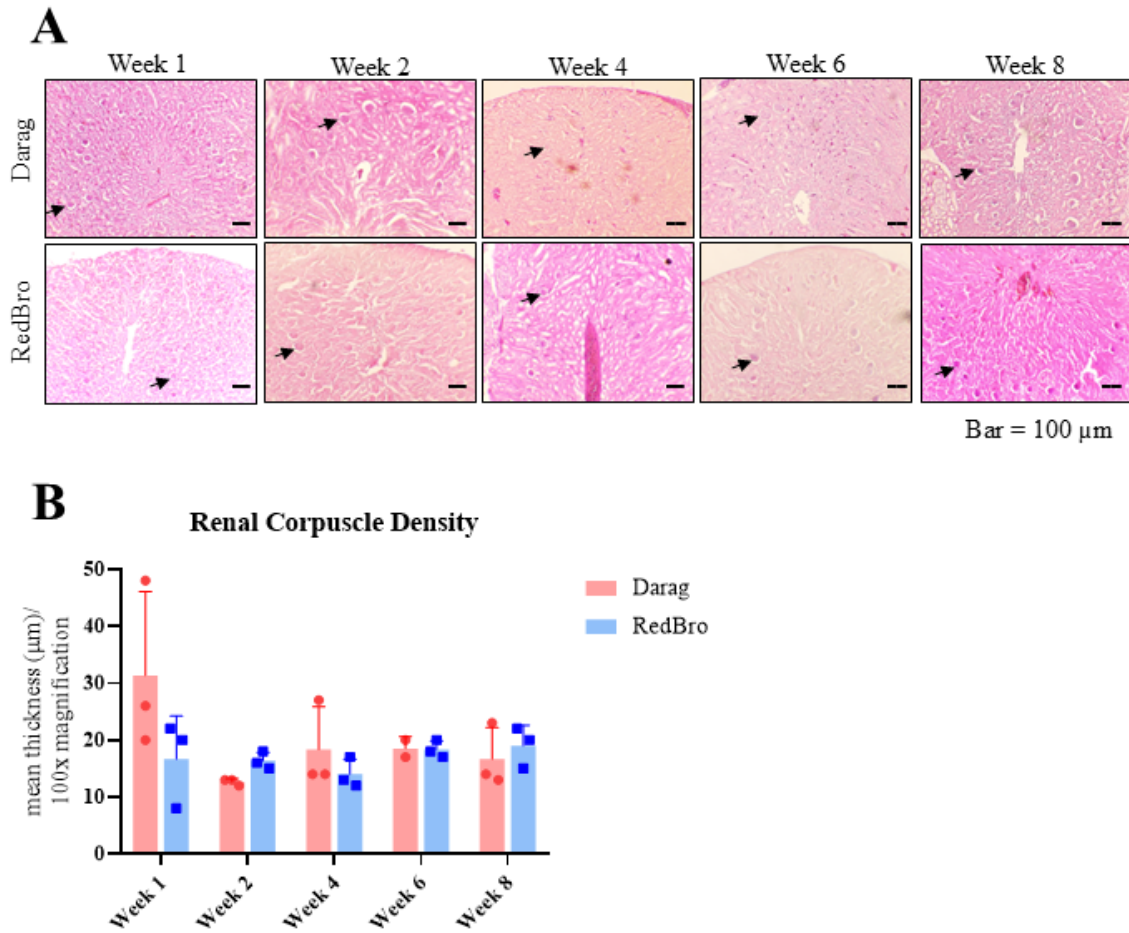 A
Week 1
Week 2
Week 4
Week 6
Week 8
Darag
RedBro
Bar = 100 µm
B
Renal Corpuscle Density
mean thickness (µm)/
100x magnification
50
40
30
20
10
0
Week 1
Week 2
Week 4
Week 6
Week 8
Darag
RedBro